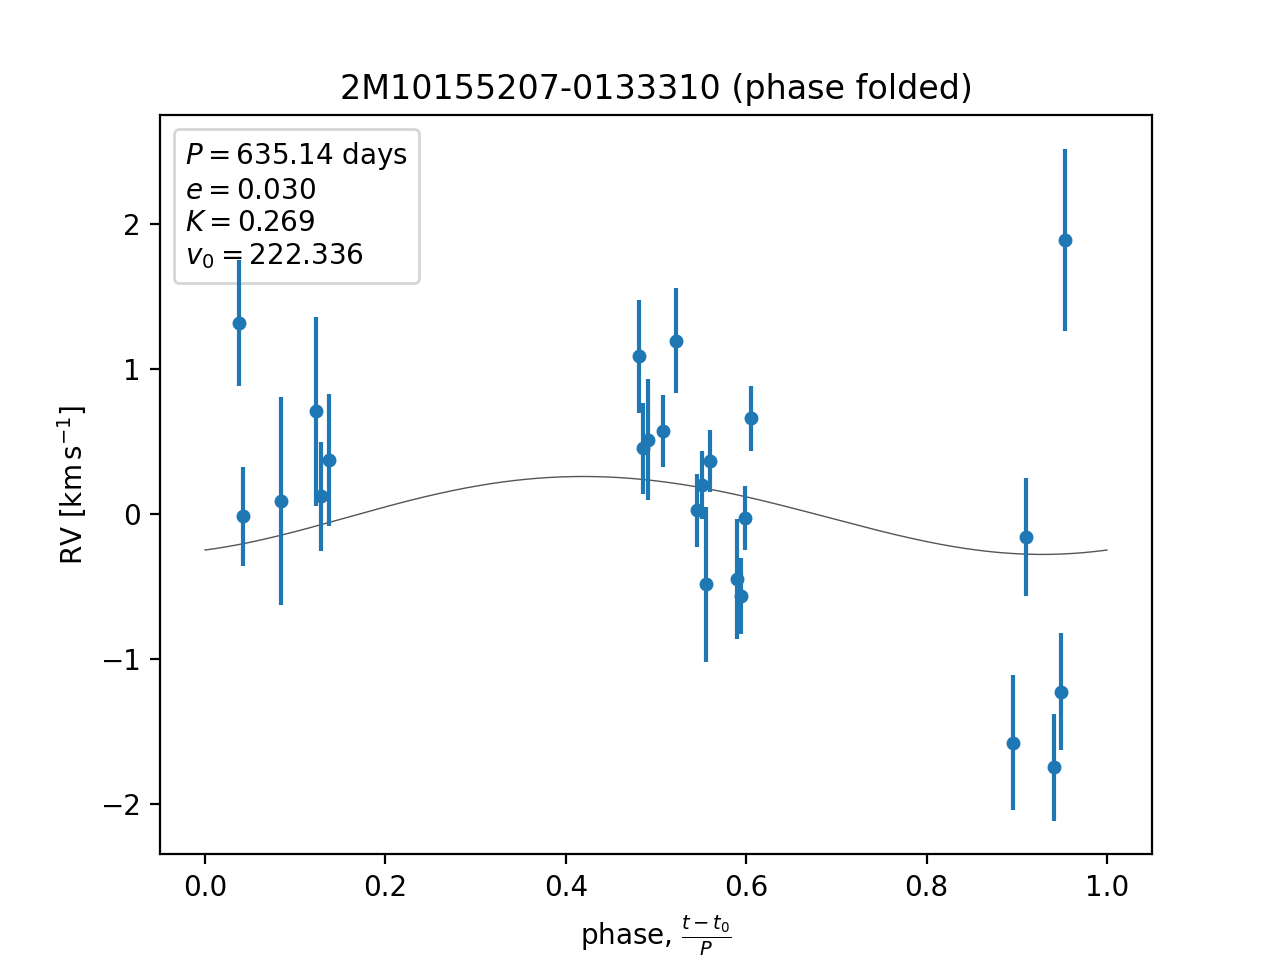 2M10155207-0133310 (phase folded)
P = 635.14 days
e = 0.030
K = 0.269
v₀ = 222.336
2
1
0
−1
−2
RV [km s⁻¹]
0.0 0.2 0.4 0.6 0.8 1.0
phase, (t − t₀)/P